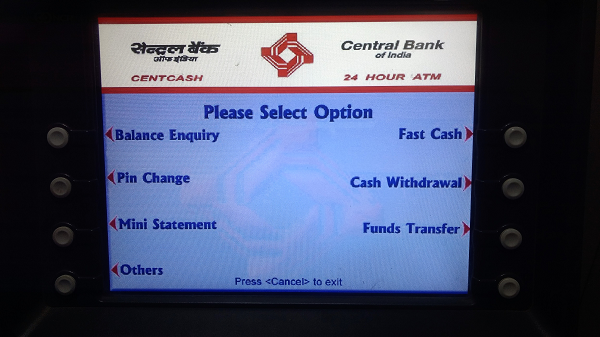 सेन्ट्रल बैंक
ऑफ इंडिया
CENTCASH
Central Bank
of India
24 HOUR ATM
Please Select Option
Balance Enquiry
Fast Cash
Pin Change
Cash Withdrawal
Mini Statement
Funds Transfer
Others
Press <Cancel> to exit